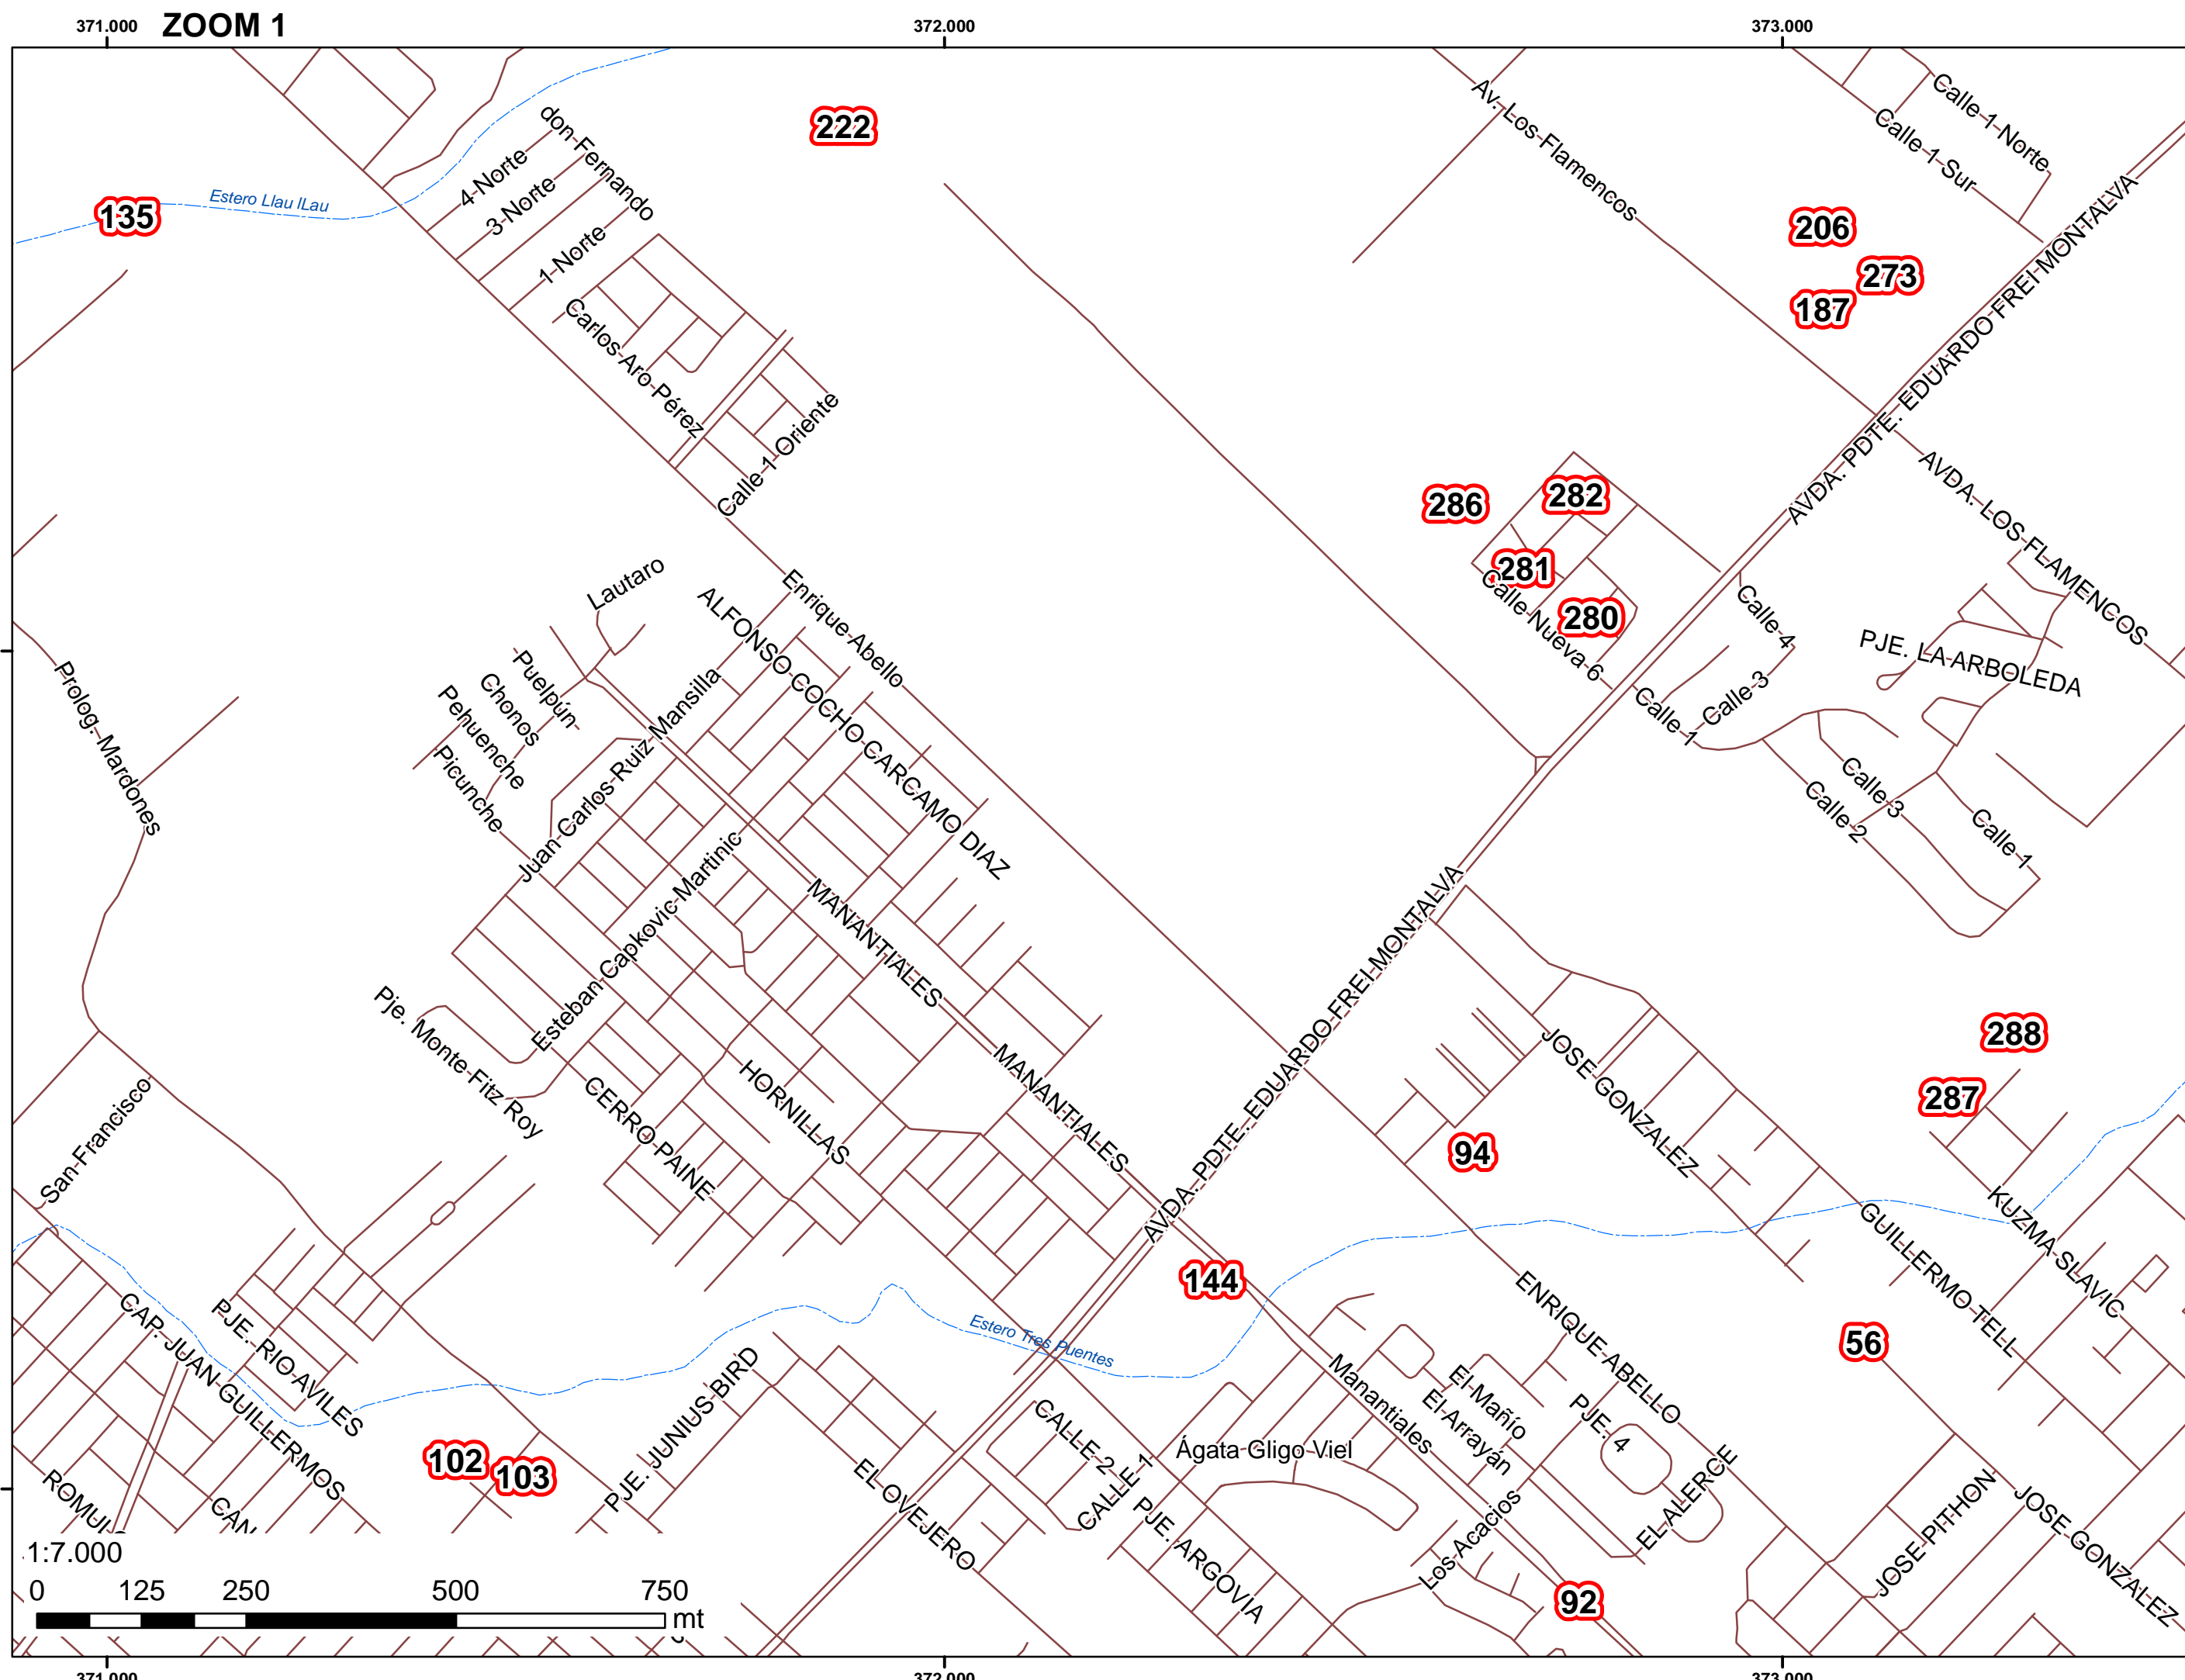 371.000
ZOOM 1
372.000
373.000
Calle 1 Norte
Av. Los Flamencos
Calle 1 Sur
don Fernando
222
4 Norte
3 Norte
Estero Llau lLau
135
1 Norte
206
273
187
AVDA. PDTE. EDUARDO FREI MONTALVA
Carlos Aro Pérez
Calle 1 Oriente
AVDA. LOS FLAMENCOS
286
282
281
280
Calle Nueva 6
Lautaro
Enrique Abello
ALFONSO COCHO CARCAMO DIAZ
Calle 4
PJE. LA ARBOLEDA
Puelpún
Chonos
Pehuenche
Picunche
Juan Carlos Ruiz Mansilla
Prolog. Mardones
Calle 3
Calle 1
Calle 3
Calle 2
Calle 1
Esteban Capkovic Martinic
MANANTIALES
AVDA. PDTE. EDUARDO FREI MONTALVA
Pje. Monte Fitz Roy
288
287
JOSE GONZALEZ
MANANTIALES
HORNILLAS
CERRO PAINE
San Francisco
94
KUZMA SLAVIC
GUILLERMO TELL
144
ENRIQUE ABELLO
CAP. JUAN GUILLERMOS
PJE. RIO AVILES
Estero Tres Puentes
56
PJE. JUNIUS BIRD
Manantiales
El Mañío
El Arrayán
PJE. 4
CALLE 2
CALLE 1
Ágata Gligo Viel
102
103
EL OVEJERO
PJE. ARGOVIA
EL ALERCE
Los Acacios
JOSE PITHON
JOSE GONZALEZ
ROMULO
CAN
92
1:7.000
0 125 250 500 750
mt
371.000
372.000
373.000